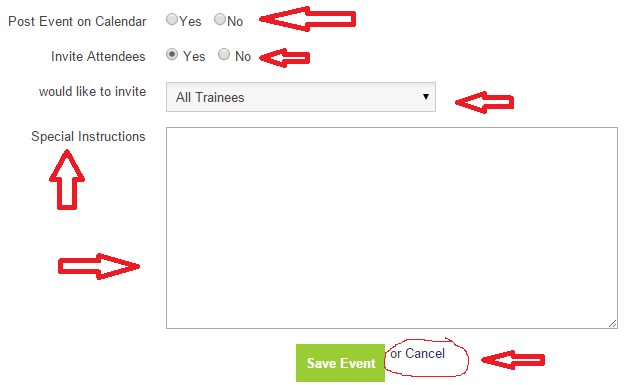 Post Event on Calendar Yes No
Invite Attendees Yes No
would like to invite All Trainees
Special Instructions
Save Event or Cancel